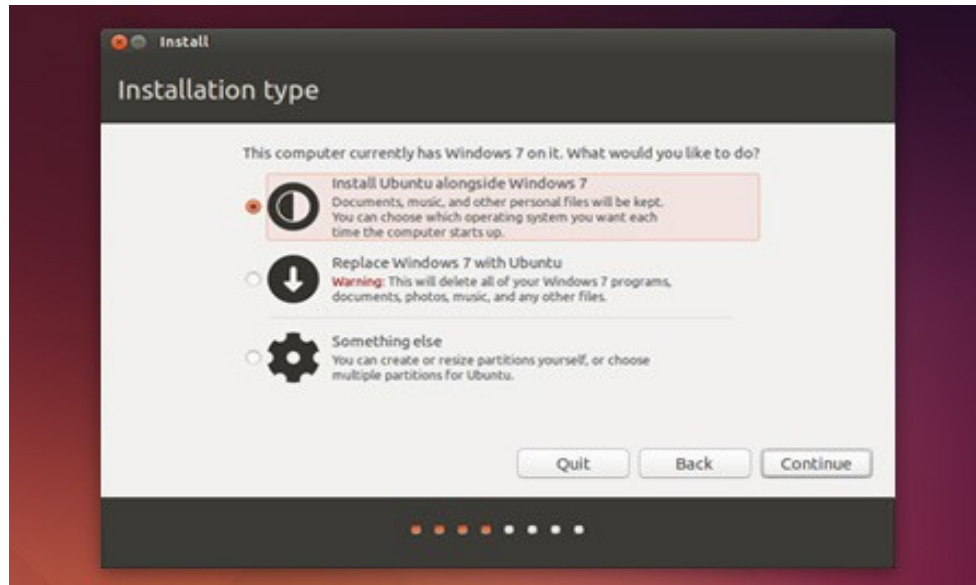 Install
Installation type
This computer currently has Windows 7 on it. What would you like to do?
Install Ubuntu alongside Windows 7
Documents, music, and other personal files will be kept.
You can choose which operating system you want each
time the computer starts up.
Replace Windows 7 with Ubuntu
Warning: This will delete all of your Windows 7 programs,
documents, photos, music, and any other files.
Something else
You can create or resize partitions yourself, or choose
multiple partitions for Ubuntu.
Quit Back Continue